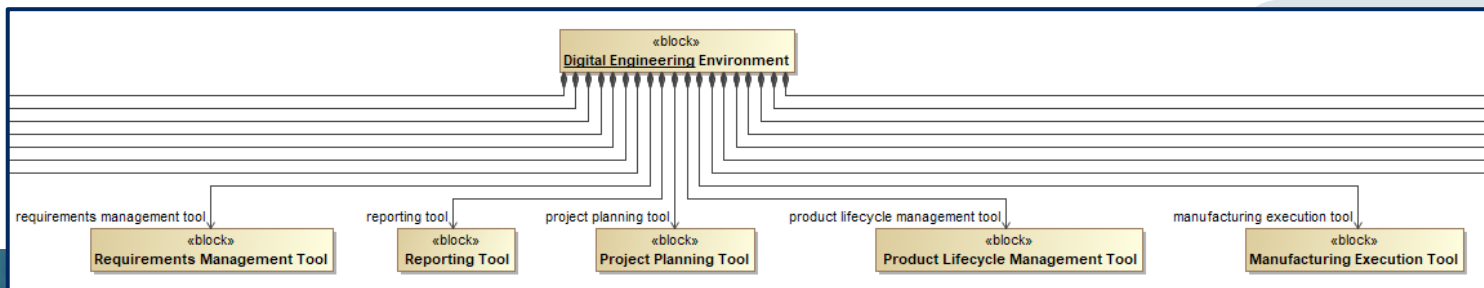 «block»
Digital Engineering Environment
requirements management tool
reporting tool
project planning tool
product lifecycle management tool
manufacturing execution tool
«block»
Requirements Management Tool
«block»
Reporting Tool
«block»
Project Planning Tool
«block»
Product Lifecycle Management Tool
«block»
Manufacturing Execution Tool